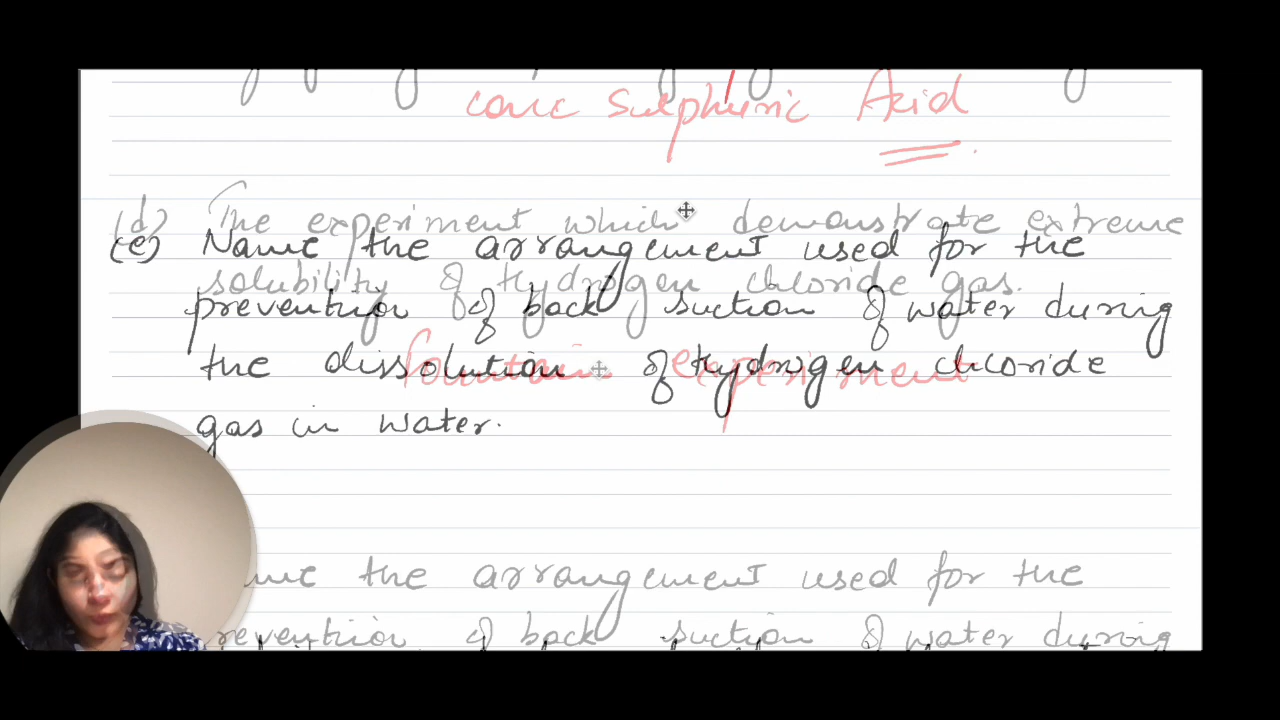 conc Sulphuric Acid
(d) The experiment which demonstrate extreme
(e) Name the arrangement used for the
solubility of Hydrogen chloride gas.
prevention of back suction of water during
the dissolution of Hydrogen chloride
Fountain experiment
gas in water.
the arrangement used for the
prevention of back suction of water during